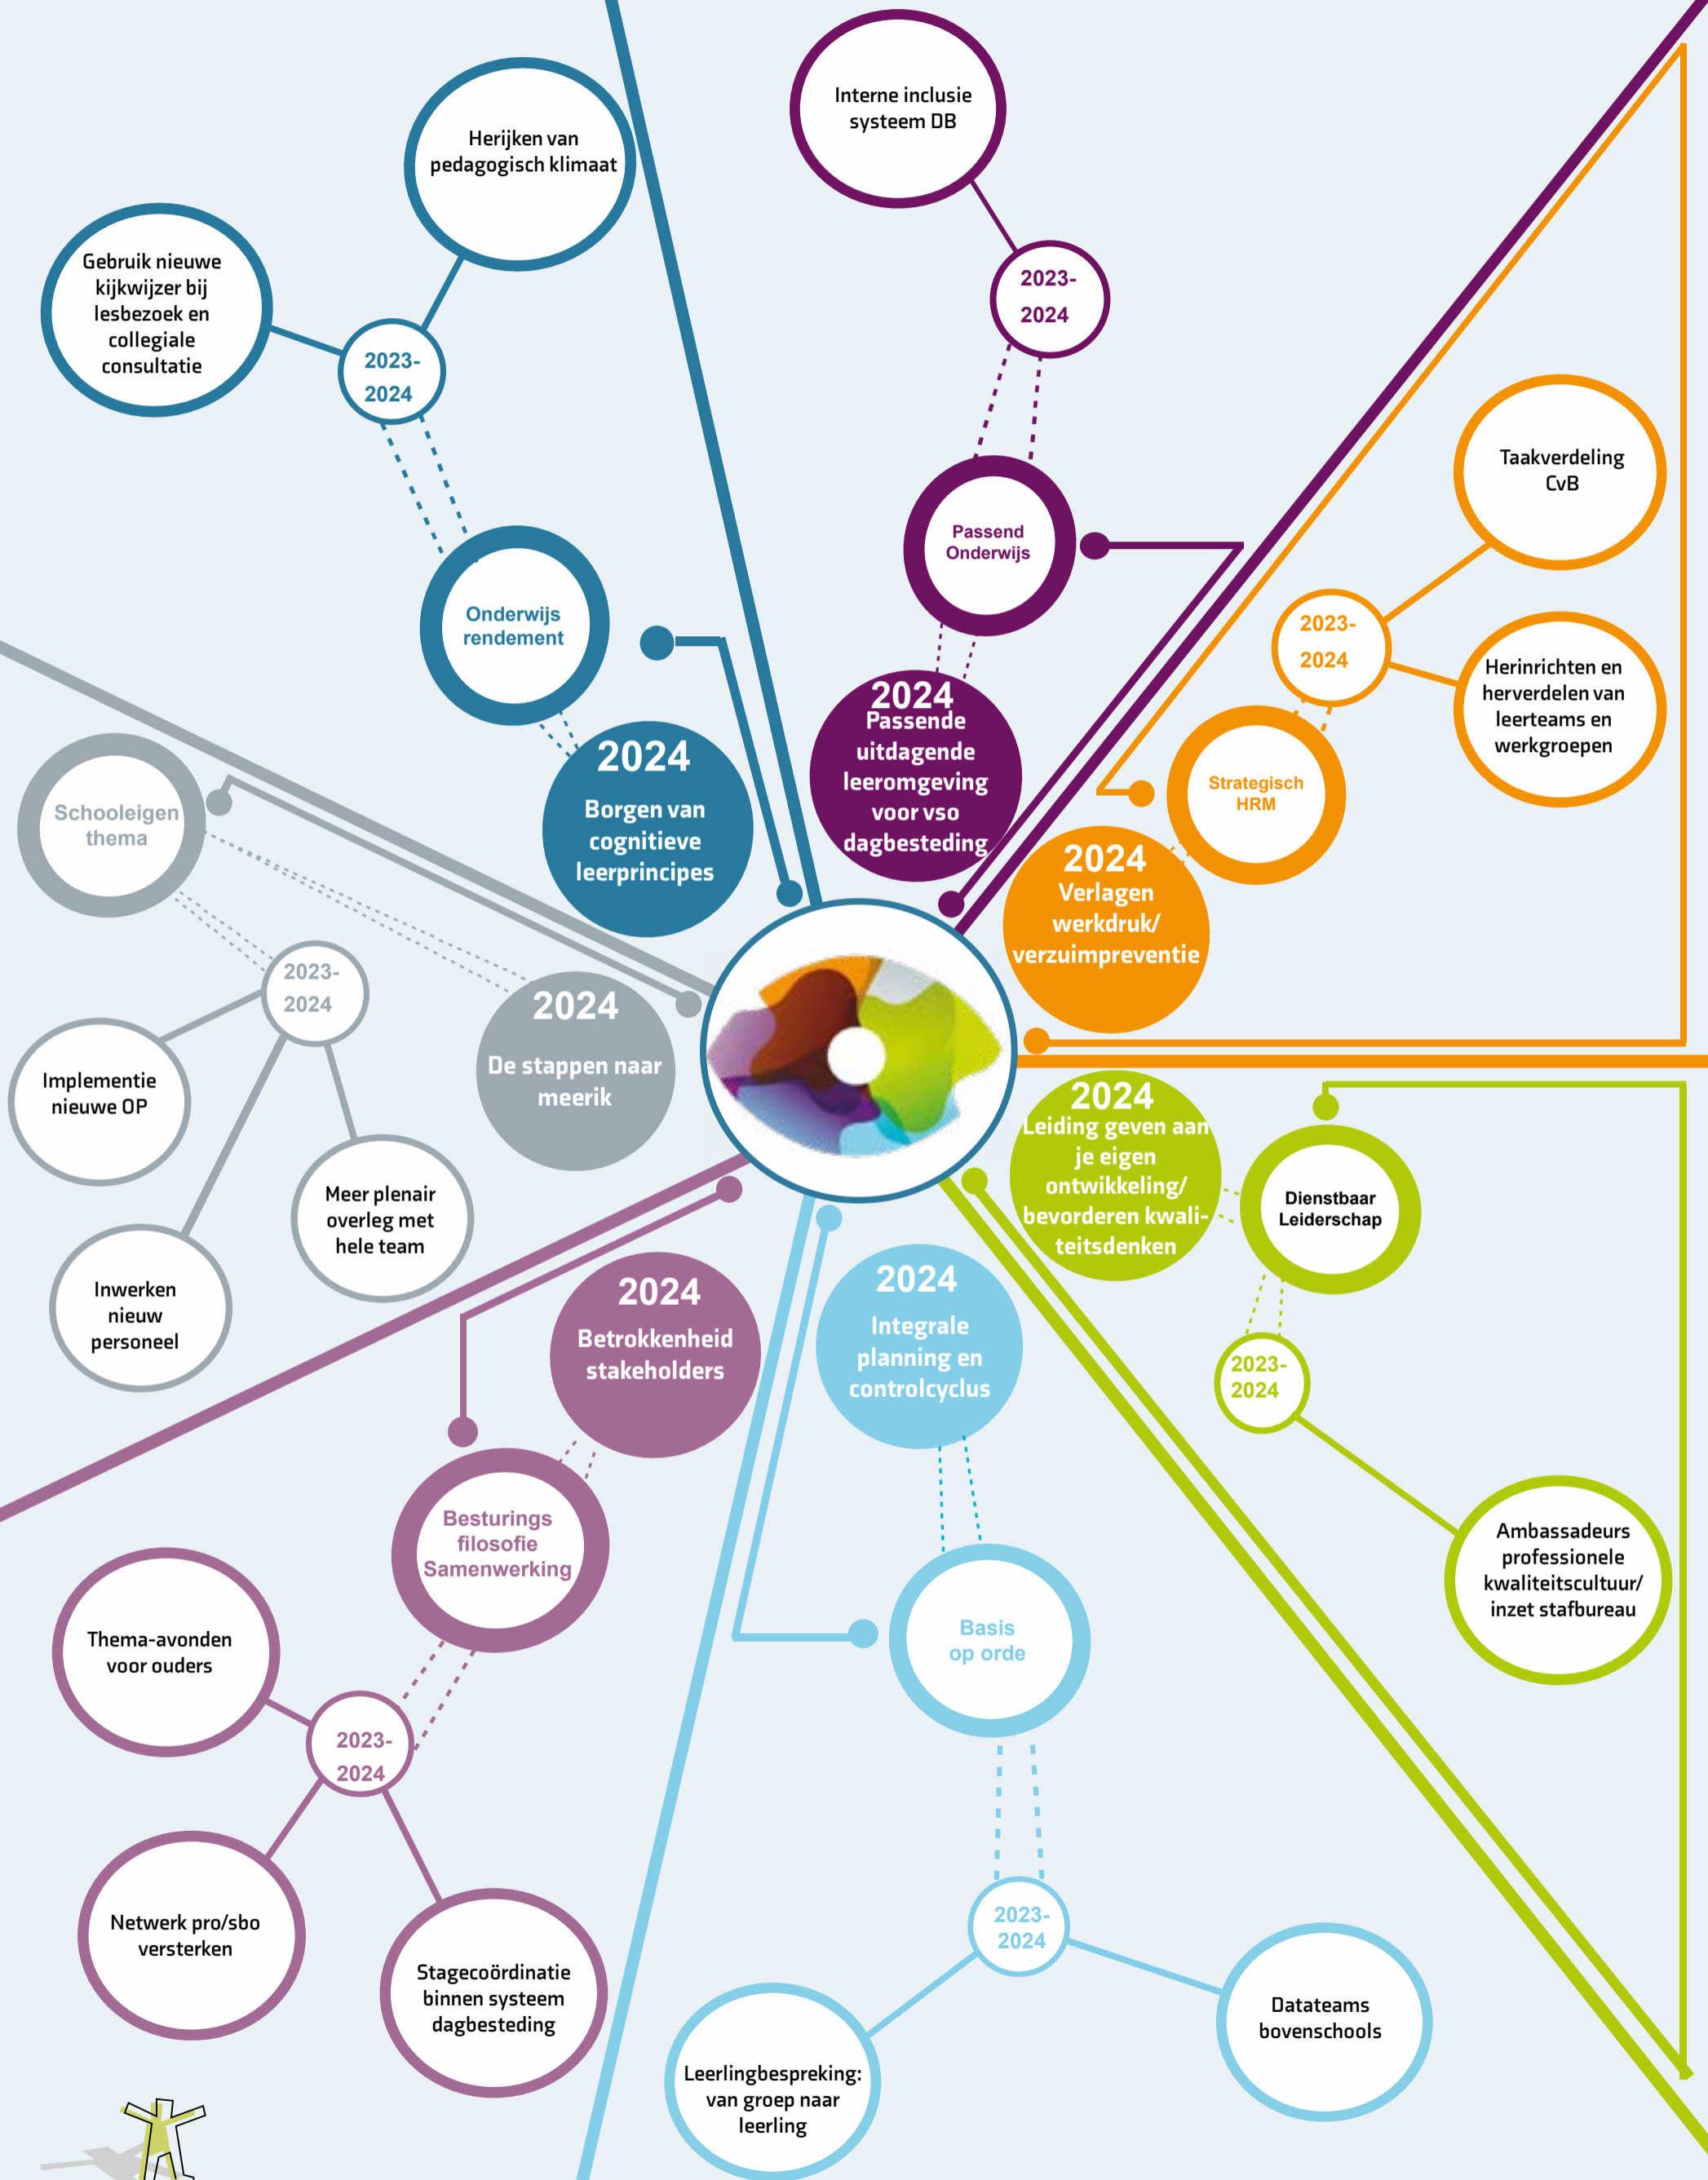 Herijken van
pedagogisch klimaat
Gebruik nieuwe
kijkwijzer bij
lesbezoek en
collegiale
consultatie
2023-
2024
Onderwijs
rendement
2024
Borgen van
cognitieve
leerprincipes
Interne inclusie
systeem DB
2023-
2024
Passend
Onderwijs
2024
Passende
uitdagende
leeromgeving
voor vso
dagbesteding
Taakverdeling
CvB
2023-
2024
Herinrichten en
herverdelen van
leerteams en
werkgroepen
Strategisch
HRM
2024
Verlagen
werkdruk/
verzuimpreventie
Schooleigen
thema
2023-
2024
2024
De stappen naar
meerik
Implementie
nieuwe OP
Meer plenair
overleg met
hele team
Inwerken
nieuw
personeel
2024
Leiding geven aan
je eigen
ontwikkeling/
bevorderen kwali-
teitsdenken
Dienstbaar
Leiderschap
2023-
2024
Ambassadeurs
professionele
kwaliteitscultuur/
inzet stafbureau
2024
Betrokkenheid
stakeholders
Besturings
filosofie
Samenwerking
Thema-avonden
voor ouders
2023-
2024
Netwerk pro/sbo
versterken
Stagecoördinatie
binnen systeem
dagbesteding
2024
Integrale
planning en
controlcyclus
Basis
op orde
2023-
2024
Datateams
bovenschools
Leerlingbespreking:
van groep naar
leerling